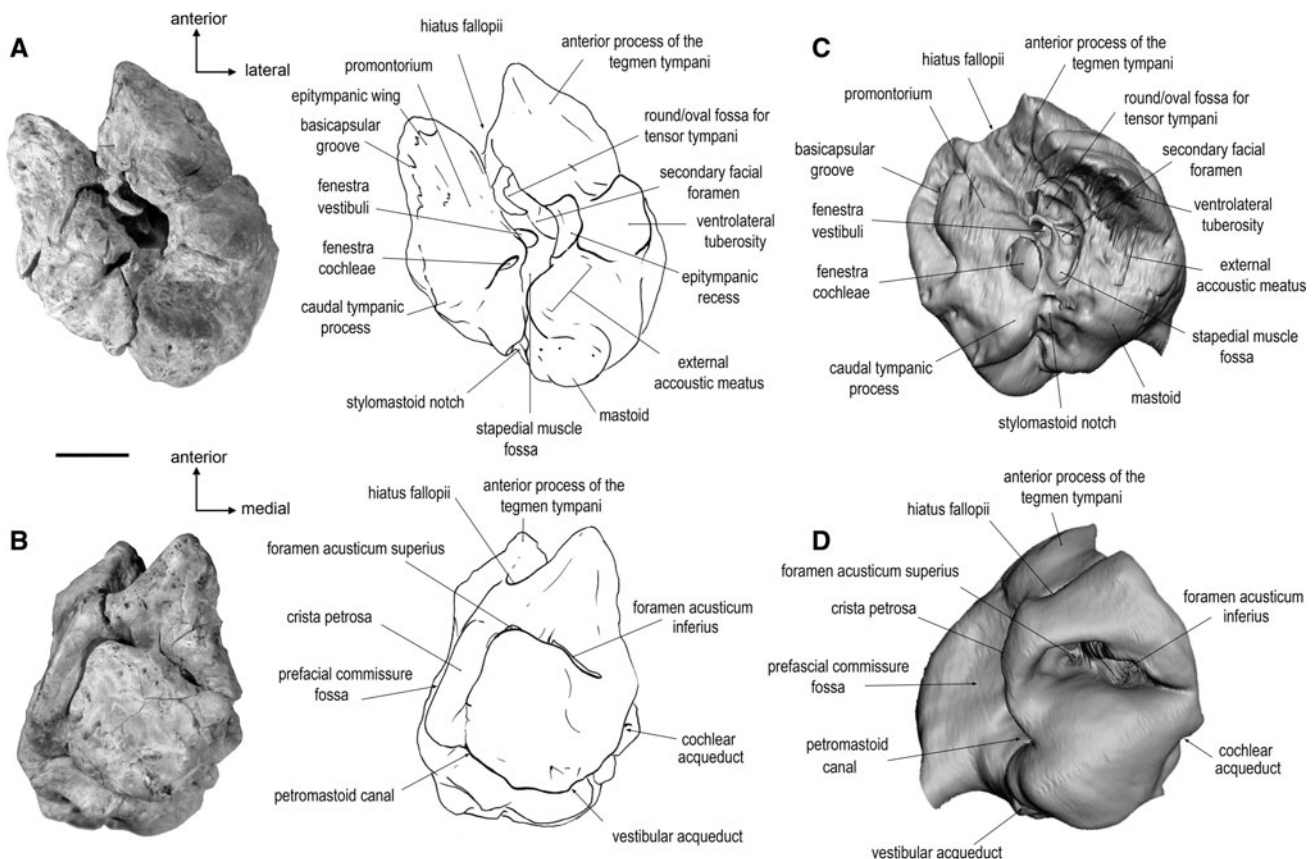 A
anterior
lateral
hiatus fallopii
anterior process of the
tegmen tympani
promontorium
epitympanic wing
basicapsular
groove
round/oval fossa for
tensor tympani
fenestra
vestibuli
secondary facial
foramen
fenestra
cochleae
ventrolateral
tuberosity
caudal tympanic
process
epitympanic
recess
external
accoustic meatus
stylomastoid notch
mastoid
stapedial muscle
fossa
C
anterior process of the
tegmen tympani
hiatus fallopii
promontorium
round/oval fossa for
tensor tympani
basicapsular
groove
secondary facial
foramen
fenestra
vestibuli
ventrolateral
tuberosity
fenestra
cochleae
external
accoustic meatus
stapedial muscle
fossa
caudal tympanic
process
mastoid
stylomastoid notch
B
anterior
medial
hiatus fallopii
anterior process of the
tegmen tympani
foramen acusticum superius
crista petrosa
foramen acusticum
inferius
prefacial commissure
fossa
cochlear
acqueduct
petromastoid canal
vestibular acqueduct
D
anterior process of the
tegmen tympani
hiatus fallopii
foramen acusticum superius
foramen acusticum
inferius
crista petrosa
prefascial commissure
fossa
petromastoid
canal
cochlear
acqueduct
vestibular acqueduct